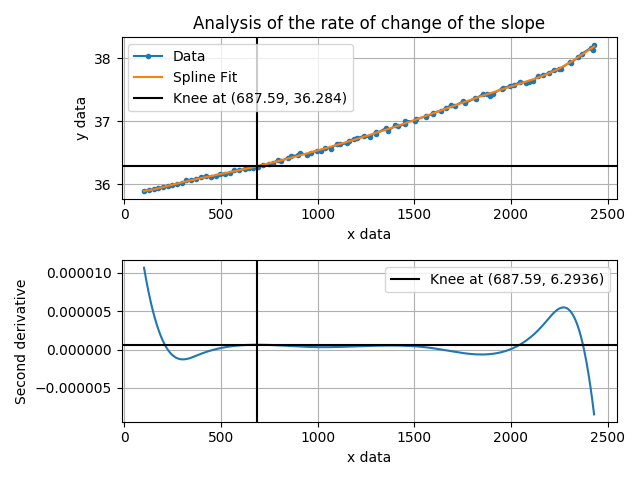 Analysis of the rate of change of the slope
Data
Spline Fit
Knee at (687.59, 36.284)
y data
38
37
36
0 500 1000 1500 2000 2500
x data
Knee at (687.59, 6.2936)
Second derivative
0.000010
0.000005
0.000000
−0.000005
0 500 1000 1500 2000 2500
x data